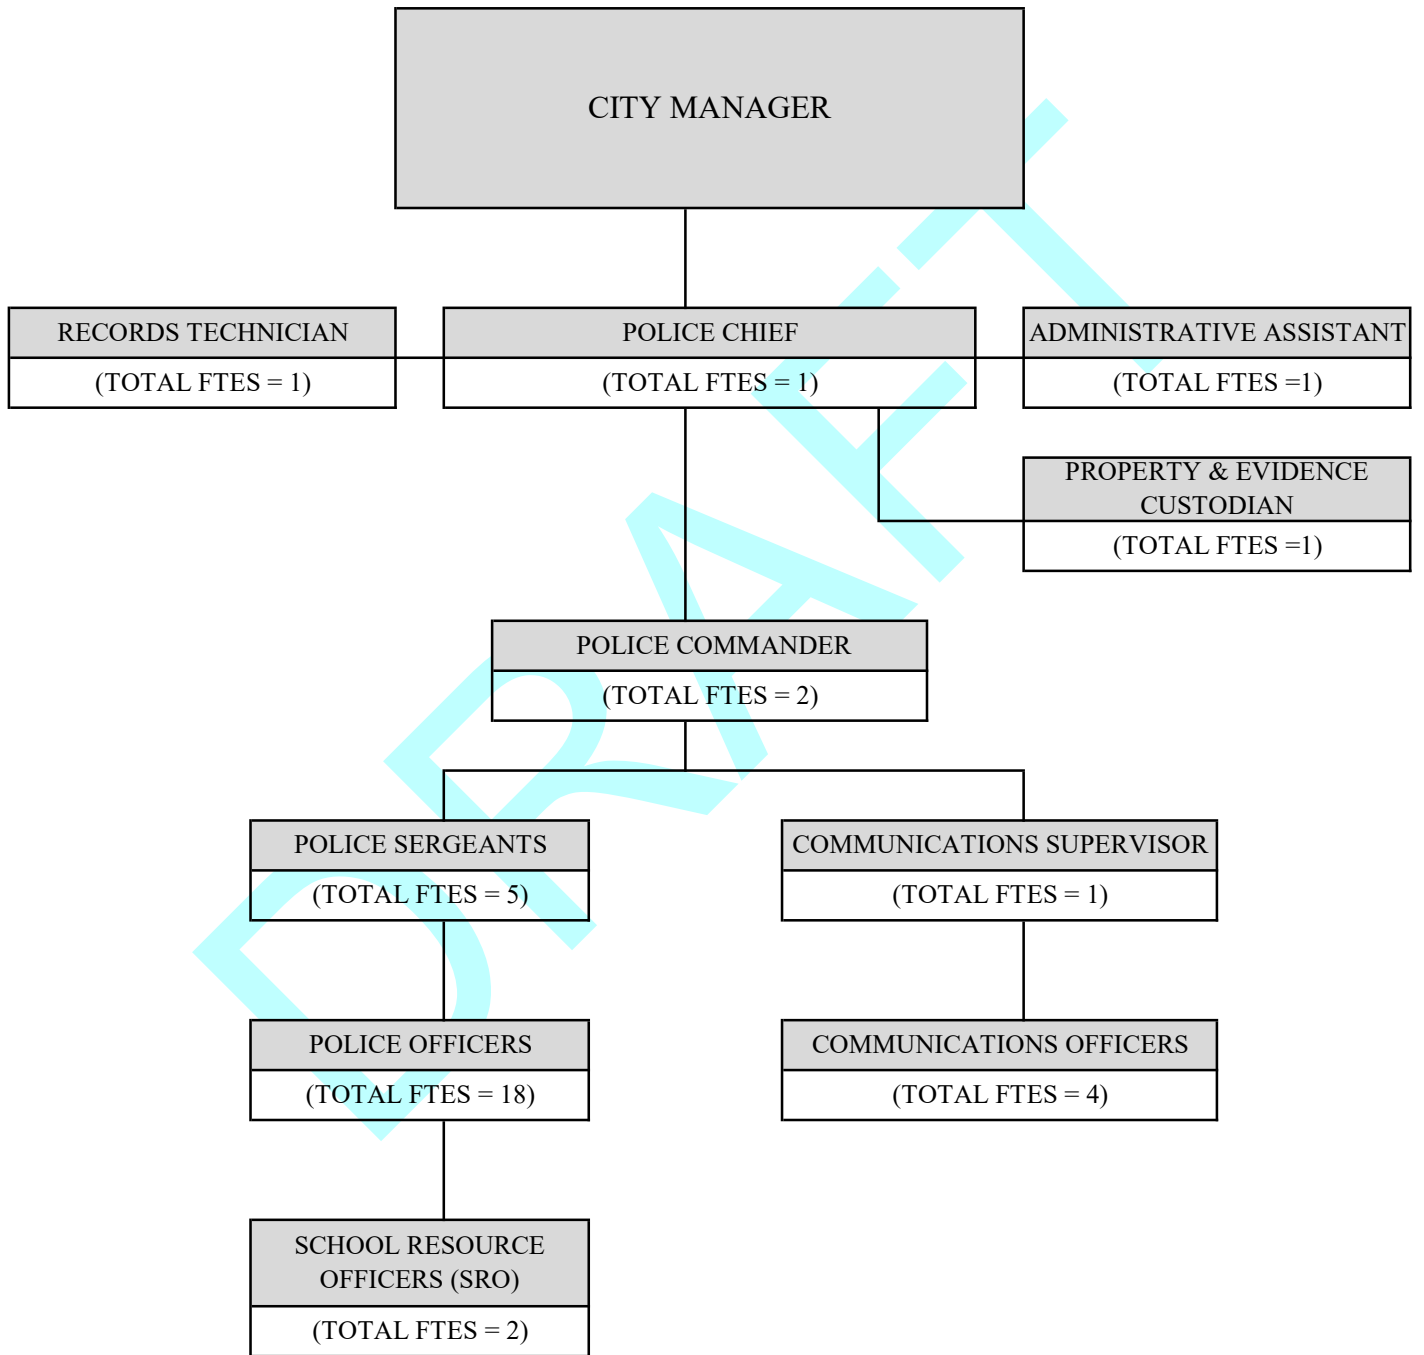 CITY MANAGER
RECORDS TECHNICIAN
(TOTAL FTES = 1)
POLICE CHIEF
(TOTAL FTES = 1)
ADMINISTRATIVE ASSISTANT
(TOTAL FTES =1)
PROPERTY & EVIDENCE
CUSTODIAN
(TOTAL FTES =1)
POLICE COMMANDER
(TOTAL FTES = 2)
POLICE SERGEANTS
(TOTAL FTES = 5)
COMMUNICATIONS SUPERVISOR
(TOTAL FTES = 1)
POLICE OFFICERS
(TOTAL FTES = 18)
COMMUNICATIONS OFFICERS
(TOTAL FTES = 4)
SCHOOL RESOURCE
OFFICERS (SRO)
(TOTAL FTES = 2)
DRAFT